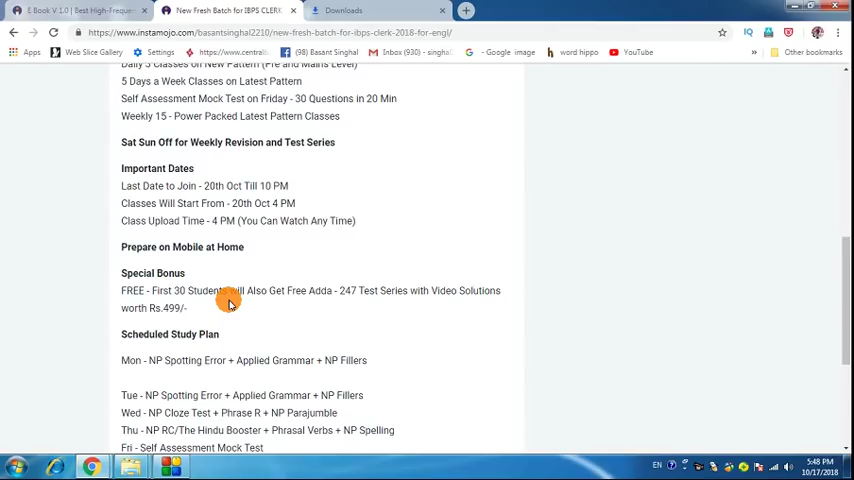 E Book V 1.0 | Best High-Freque
New Fresh Batch for IBPS CLERK
Downloads
https://www.instamojo.com/basantsinghal2210/new-fresh-batch-for-ibps-clerk-2018-for-engl/
Apps
Web Slice Gallery
Settings
https://www.centralb
(98) Basant Singhal
Inbox (930) - singha
G - Google image
word hippo
YouTube
Other bookmarks
Daily 3 Classes on New Pattern (Pre and Mains Level)
5 Days a Week Classes on Latest Pattern
Self Assessment Mock Test on Friday - 30 Questions in 20 Min
Weekly 15 - Power Packed Latest Pattern Classes
Sat Sun Off for Weekly Revision and Test Series
Important Dates
Last Date to Join - 20th Oct Till 10 PM
Classes Will Start From - 20th Oct 4 PM
Class Upload Time - 4 PM (You Can Watch Any Time)
Prepare on Mobile at Home
Special Bonus
FREE - First 30 Students will Also Get Free Adda - 247 Test Series with Video Solutions
worth Rs.499/-
Scheduled Study Plan
Mon - NP Spotting Error + Applied Grammar + NP Fillers
Tue - NP Spotting Error + Applied Grammar + NP Fillers
Wed - NP Cloze Test + Phrase R + NP Parajumble
Thu - NP RC/The Hindu Booster + Phrasal Verbs + NP Spelling
Fri - Self Assessment Mock Test
EN
5:48 PM
10/17/2018